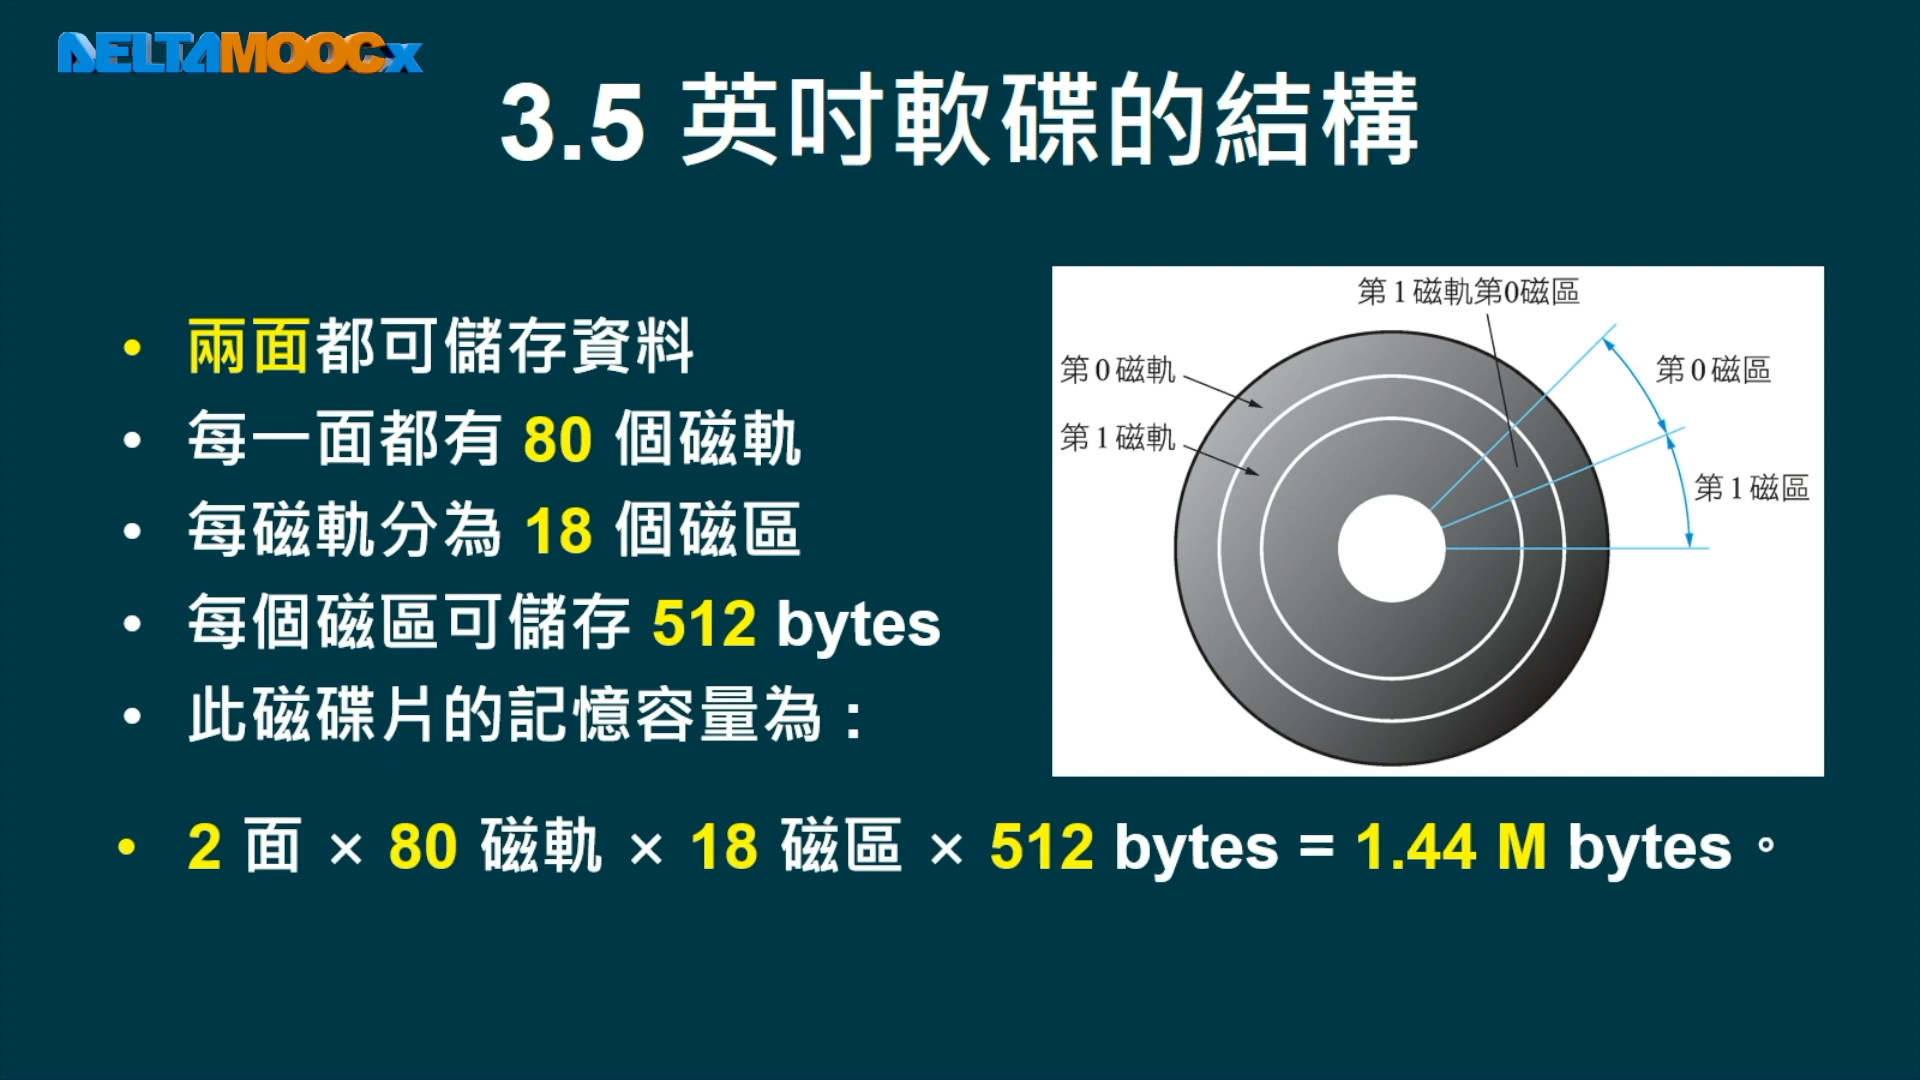 DELTAMOOCx
3.5 英吋軟碟的結構
• 兩面都可儲存資料
• 每一面都有 80 個磁軌
• 每磁軌分為 18 個磁區
• 每個磁區可儲存 512 bytes
• 此磁碟片的記憶容量為：
• 2 面 × 80 磁軌 × 18 磁區 × 512 bytes = 1.44 M bytes。
第1磁軌第0磁區
第0磁軌
第0磁區
第1磁軌
第1磁區